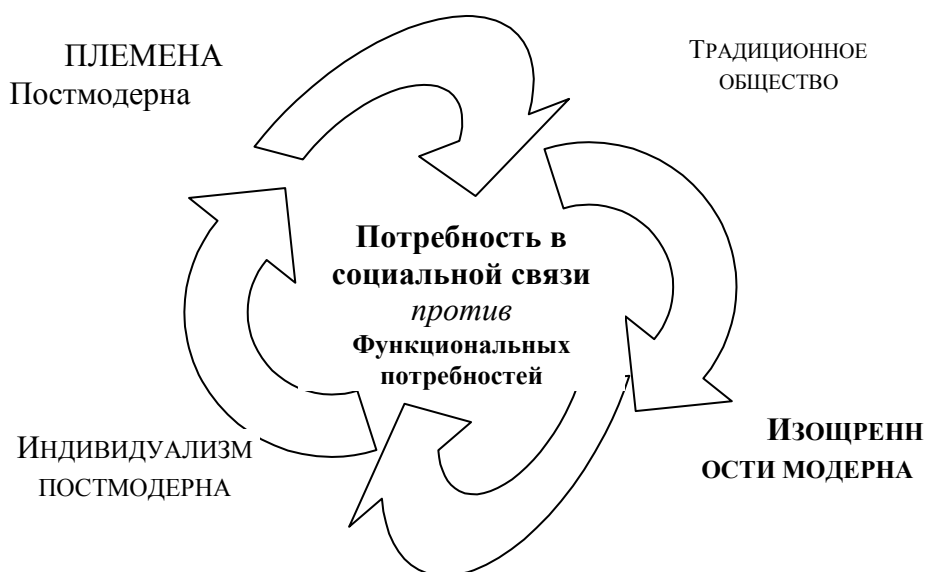 ПЛЕМЕНА
Постмодерна
ТРАДИЦИОННОЕ
ОБЩЕСТВО
Потребность в
социальной связи
против
Функциональных
потребностей
ИНДИВИДУАЛИЗМ
ПОСТМОДЕРНА
ИЗОЩРЕНН
ОСТИ МОДЕРНА